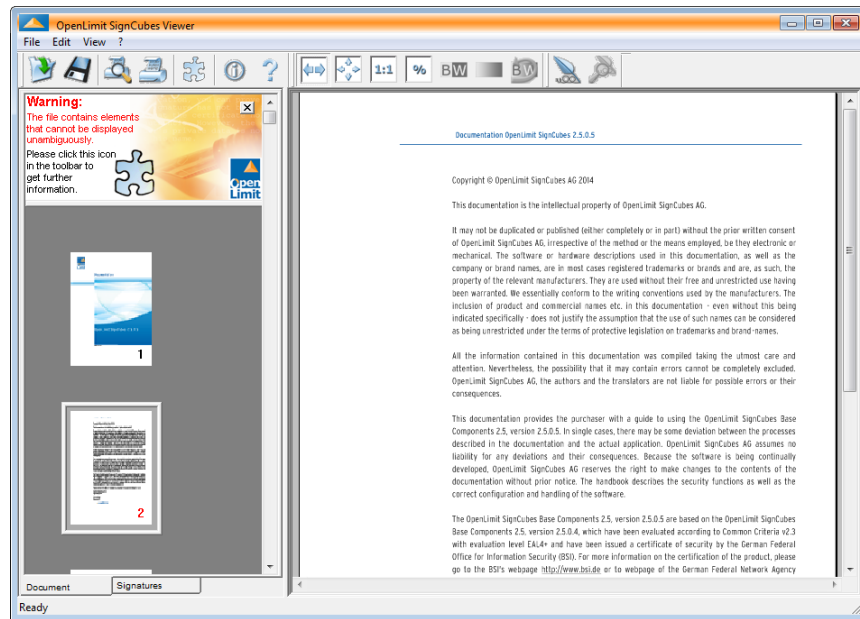 OpenLimit SignCubes Viewer
File Edit View ?
1:1 % BW BW
Warning:
The file contains elements
that cannot be displayed
unambiguously.
Please click this icon
in the toolbar to
get further
information.
Open
Limit
1
2
Document Signatures
Ready
Documentation OpenLimit SignCubes 2.5.0.5
Copyright © OpenLimit SignCubes AG 2014
This documentation is the intellectual property of OpenLimit SignCubes AG.
It may not be duplicated or published (either completely or in part) without the prior written consent
of OpenLimit SignCubes AG, irrespective of the method or the means employed, be they electronic or
mechanical. The software or hardware descriptions used in this documentation, as well as the
company or brand names, are in most cases registered trademarks or brands and are, as such, the
property of the relevant manufacturers. They are used without their free and unrestricted use having
been warranted. We essentially conform to the writing conventions used by the manufacturers. The
inclusion of product and commercial names etc. in this documentation - even without this being
indicated specifically - does not justify the assumption that the use of such names can be considered
as being unrestricted under the terms of protective legislation on trademarks and brand-names.
All the information contained in this documentation was compiled taking the utmost care and
attention. Nevertheless, the possibility that it may contain errors cannot be completely excluded.
OpenLimit SignCubes AG, the authors and the translators are not liable for possible errors or their
consequences.
This documentation provides the purchaser with a guide to using the OpenLimit SignCubes Base
Components 2.5, version 2.5.0.5. In single cases, there may be some deviation between the processes
described in the documentation and the actual application. OpenLimit SignCubes AG assumes no
liability for any deviations and their consequences. Because the software is being continually
developed, OpenLimit SignCubes AG reserves the right to make changes to the contents of the
documentation without prior notice. The handbook describes the security functions as well as the
correct configuration and handling of the software.
The OpenLimit SignCubes Base Components 2.5, version 2.5.0.5 are based on the OpenLimit SignCubes
Base Components 2.5, version 2.5.0.4, which have been evaluated according to Common Criteria v2.3
with evaluation level EAL4+ and have been issued a certificate of security by the German Federal
Office for Information Security (BSI). For more information on the certification of the product, please
go to the BSI's webpage http://www.bsi.de or to webpage of the German Federal Network Agency